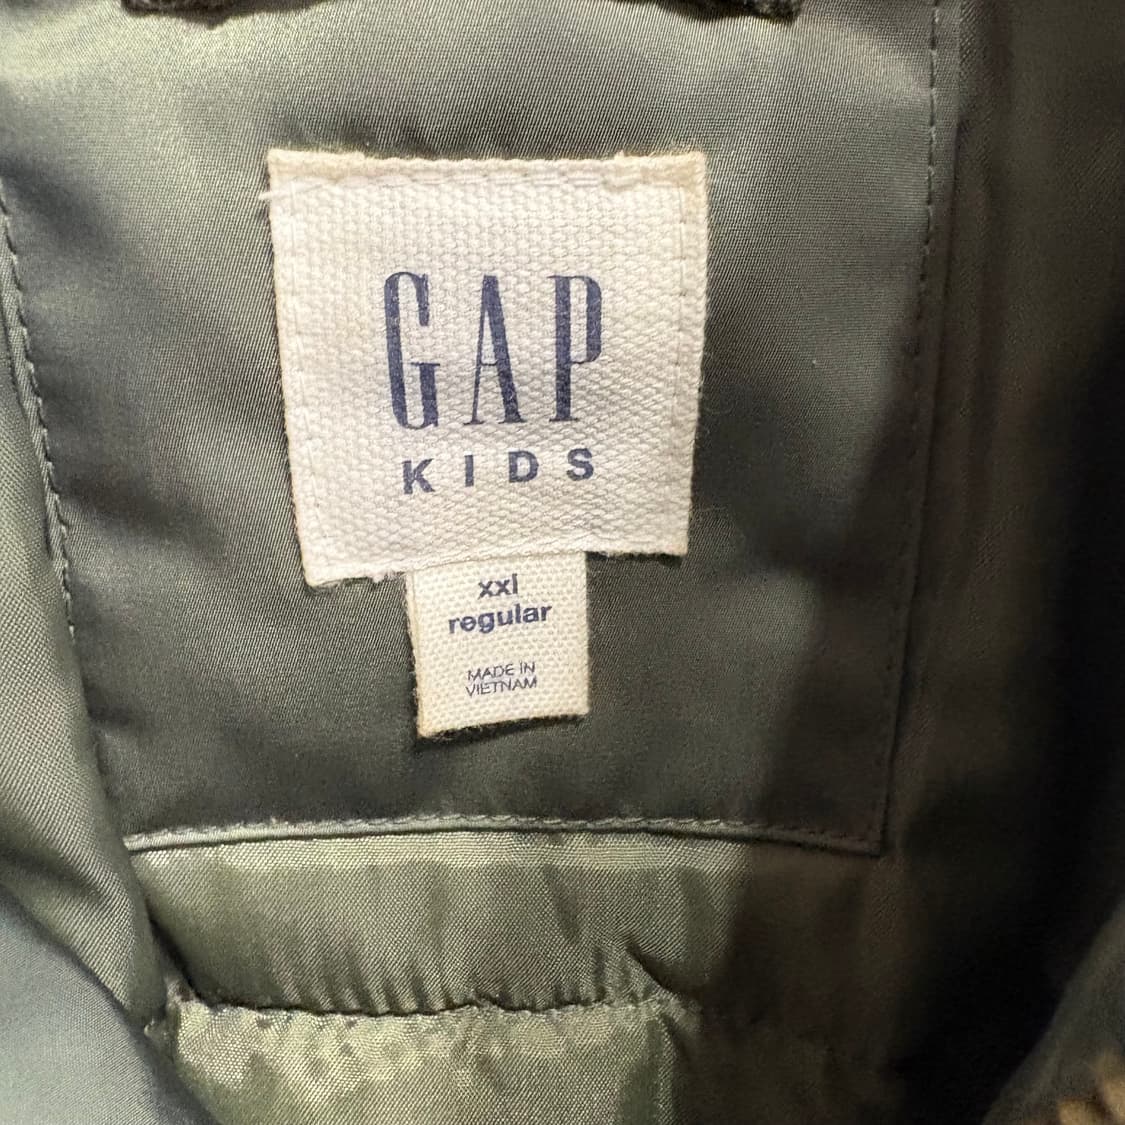 GAP
KIDS
xxl
regular
MADE IN
VIETNAM